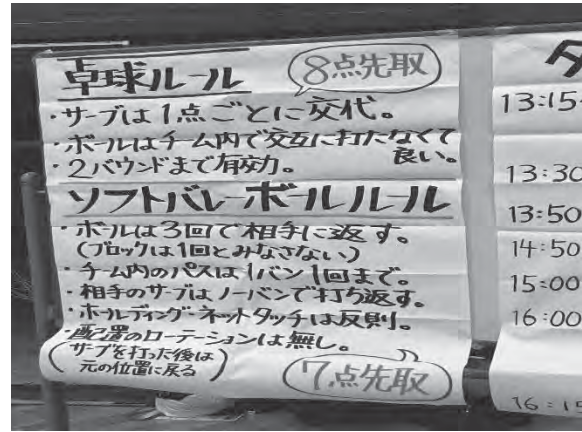 卓球ルール
8点先取
・サーブは1点ごとに交代。
・ボールはチーム内で交互に打たなくて
良い。
・2バウンドまで有効。
ソフトバレーボールルール
・ボールは3回で相手に返す。
(ブロックは1回とみなさない)
・チーム内のパスは1バン1回まで。
・相手のサーブはノーバンで打ち返す。
・ホールディング・ネットタッチは反則。
・配置のローテーションは無し。
(サーブを打った後は
元の位置に戻る)
7点先取
13:15
13:30
13:50
14:50
15:00
16:00
16:15